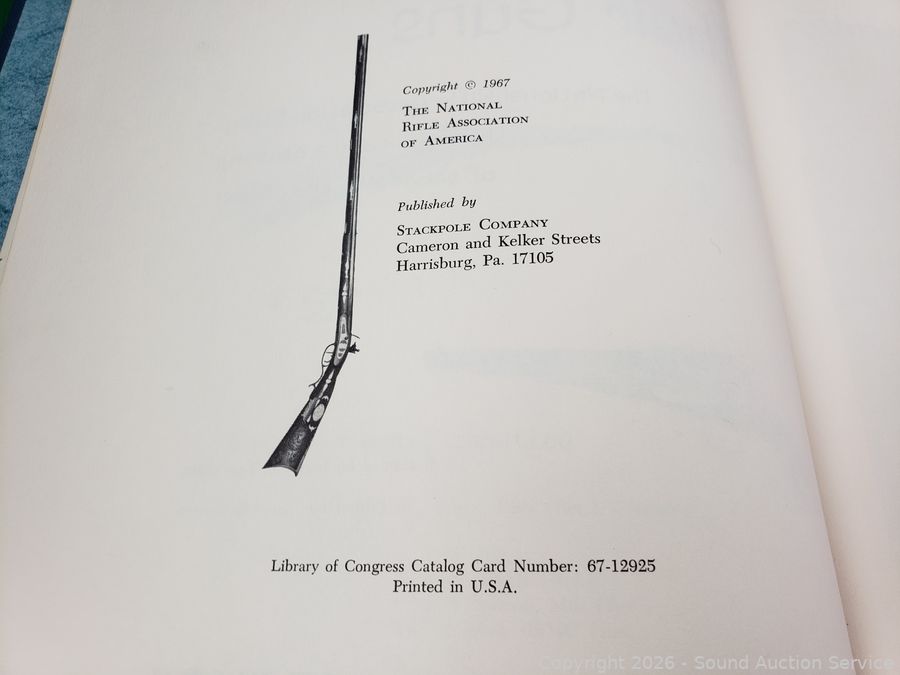 Copyright © 1967
THE NATIONAL
RIFLE ASSOCIATION
OF AMERICA
Published by
STACKPOLE COMPANY
Cameron and Kelker Streets
Harrisburg, Pa. 17105
Library of Congress Catalog Card Number: 67-12925
Printed in U.S.A.
Copyright 2026 - Sound Auction Service